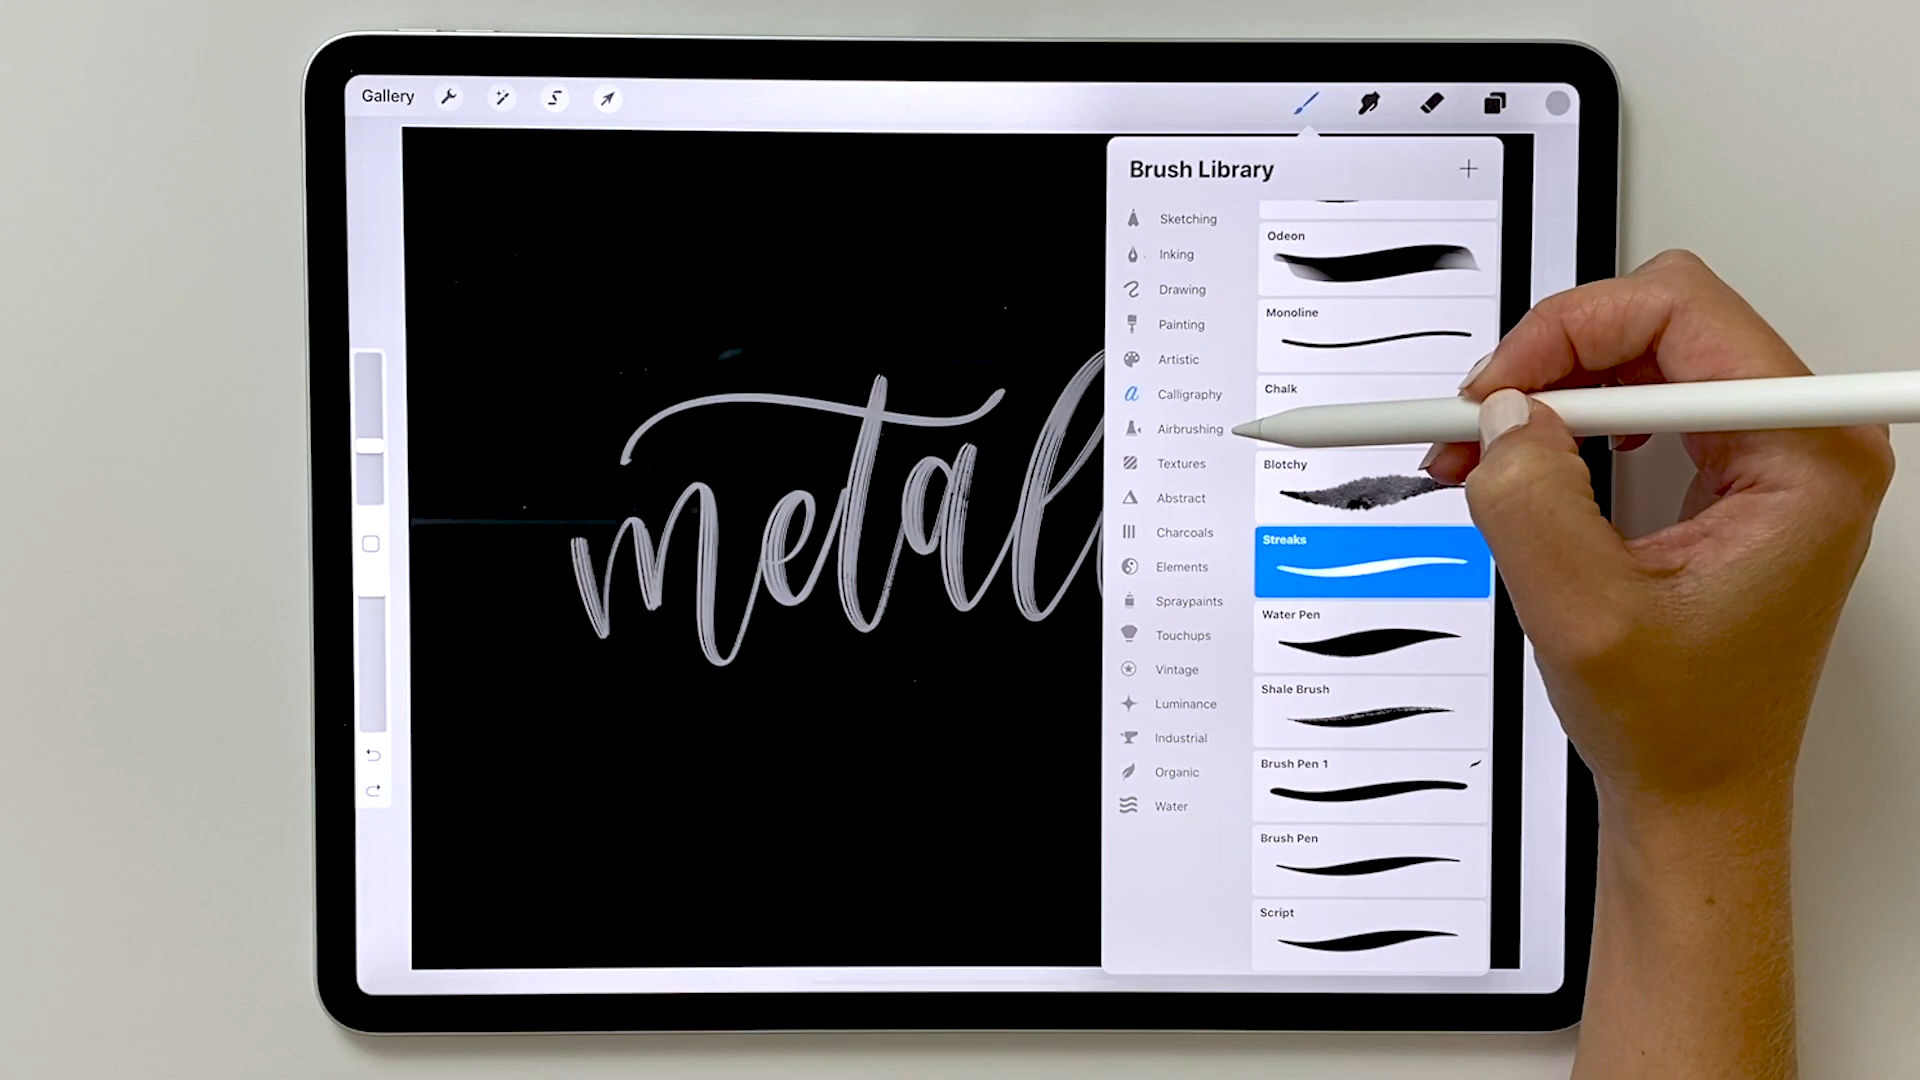 Gallery
Brush Library
Sketching
Inking
Drawing
Painting
Artistic
Calligraphy
Airbrushing
Textures
Abstract
Charcoals
Elements
Spraypaints
Touchups
Vintage
Luminance
Industrial
Organic
Water
Odeon
Monoline
Chalk
Blotchy
Streaks
Water Pen
Shale Brush
Brush Pen 1
Brush Pen
Script